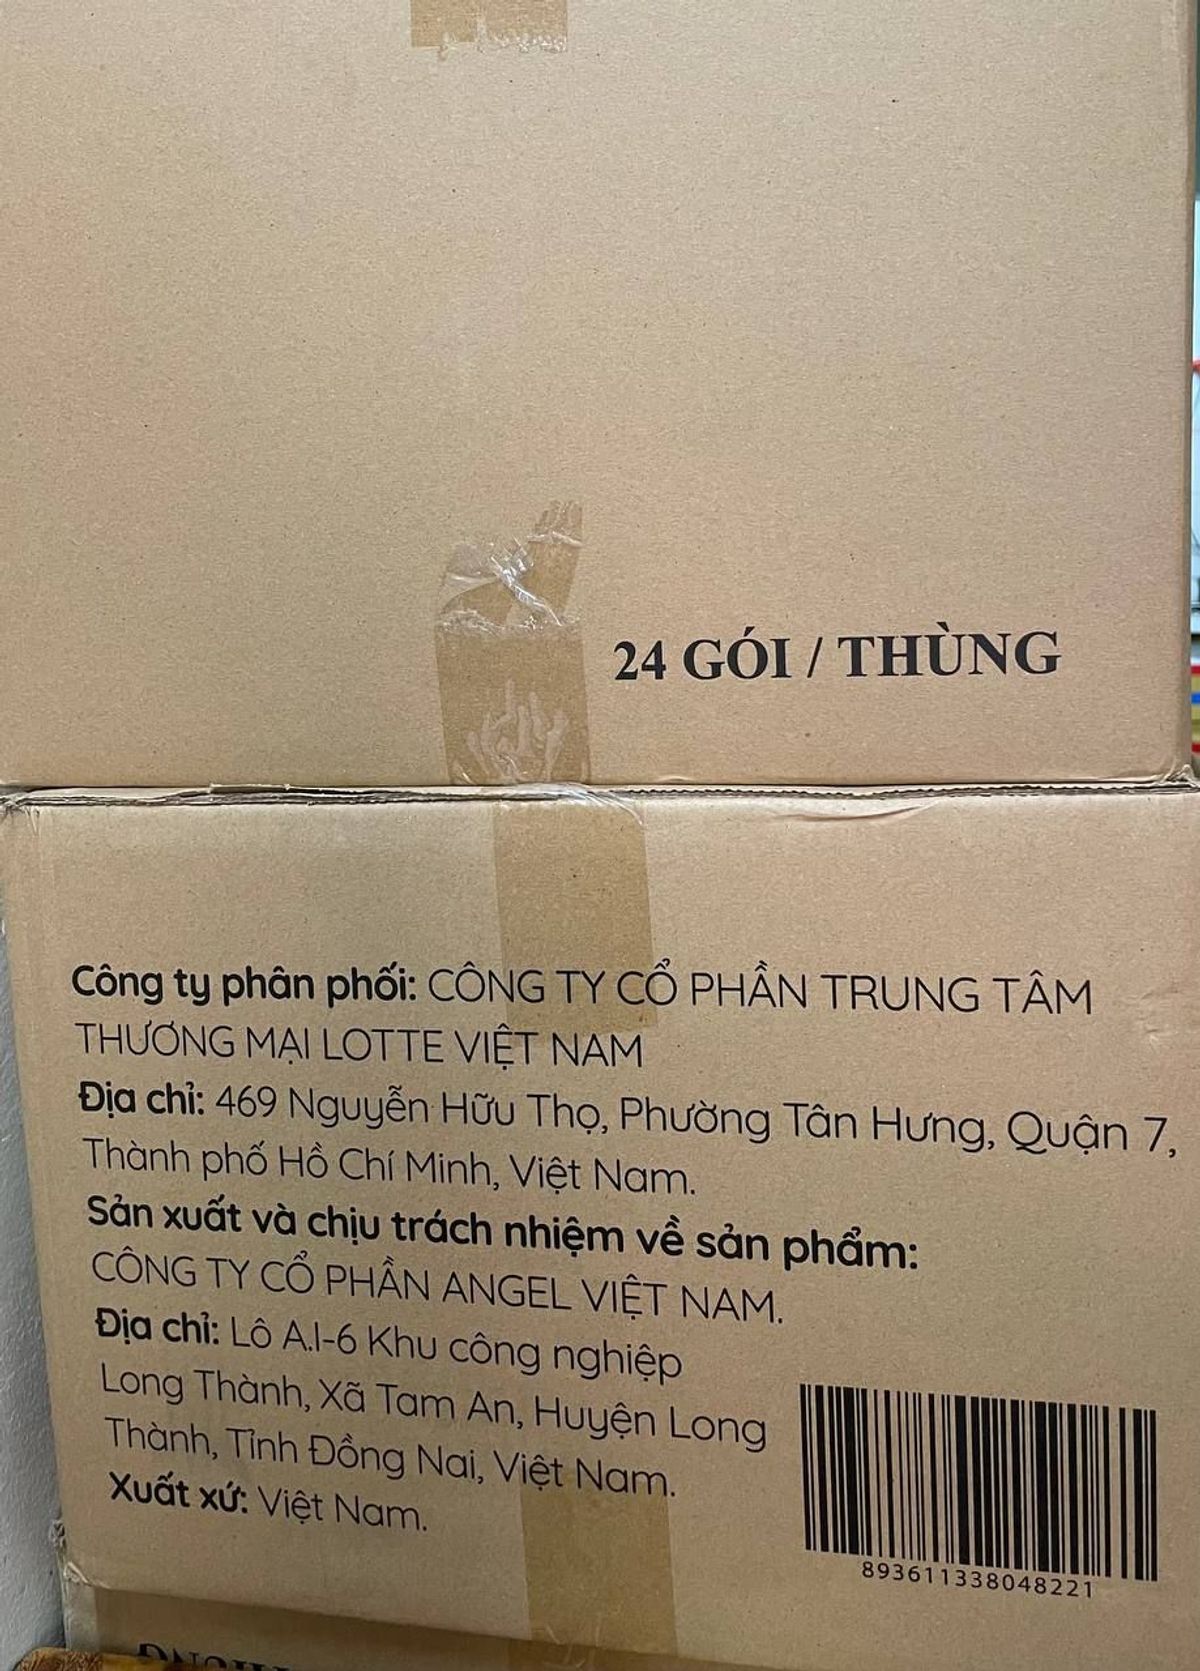 24 GÓI / THÙNG
Công ty phân phối: CÔNG TY CỔ PHẦN TRUNG TÂM
THƯƠNG MẠI LOTTE VIỆT NAM
Địa chỉ: 469 Nguyễn Hữu Thọ, Phường Tân Hưng, Quận 7,
Thành phố Hồ Chí Minh, Việt Nam.
Sản xuất và chịu trách nhiệm về sản phẩm:
CÔNG TY CỔ PHẦN ANGEL VIỆT NAM.
Địa chỉ: Lô A.I-6 Khu công nghiệp
Long Thành, Xã Tam An, Huyện Long
Thành, Tỉnh Đồng Nai, Việt Nam.
Xuất xứ: Việt Nam.
893611338048221